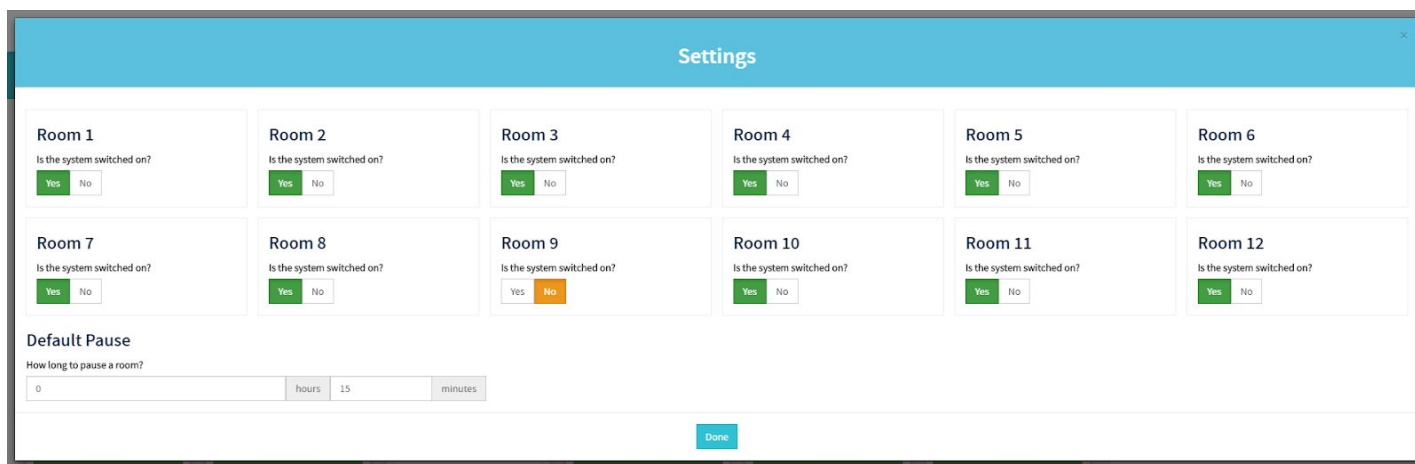 Settings
×
Room 1
Room 2
Room 3
Room 4
Room 5
Room 6
Is the system switched on?
Is the system switched on?
Is the system switched on?
Is the system switched on?
Is the system switched on?
Is the system switched on?
Yes No
Yes No
Yes No
Yes No
Yes No
Yes No
Room 7
Room 8
Room 9
Room 10
Room 11
Room 12
Is the system switched on?
Is the system switched on?
Is the system switched on?
Is the system switched on?
Is the system switched on?
Is the system switched on?
Yes No
Yes No
Yes No
Yes No
Yes No
Yes No
Default Pause
How long to pause a room?
0 hours 15 minutes
Done